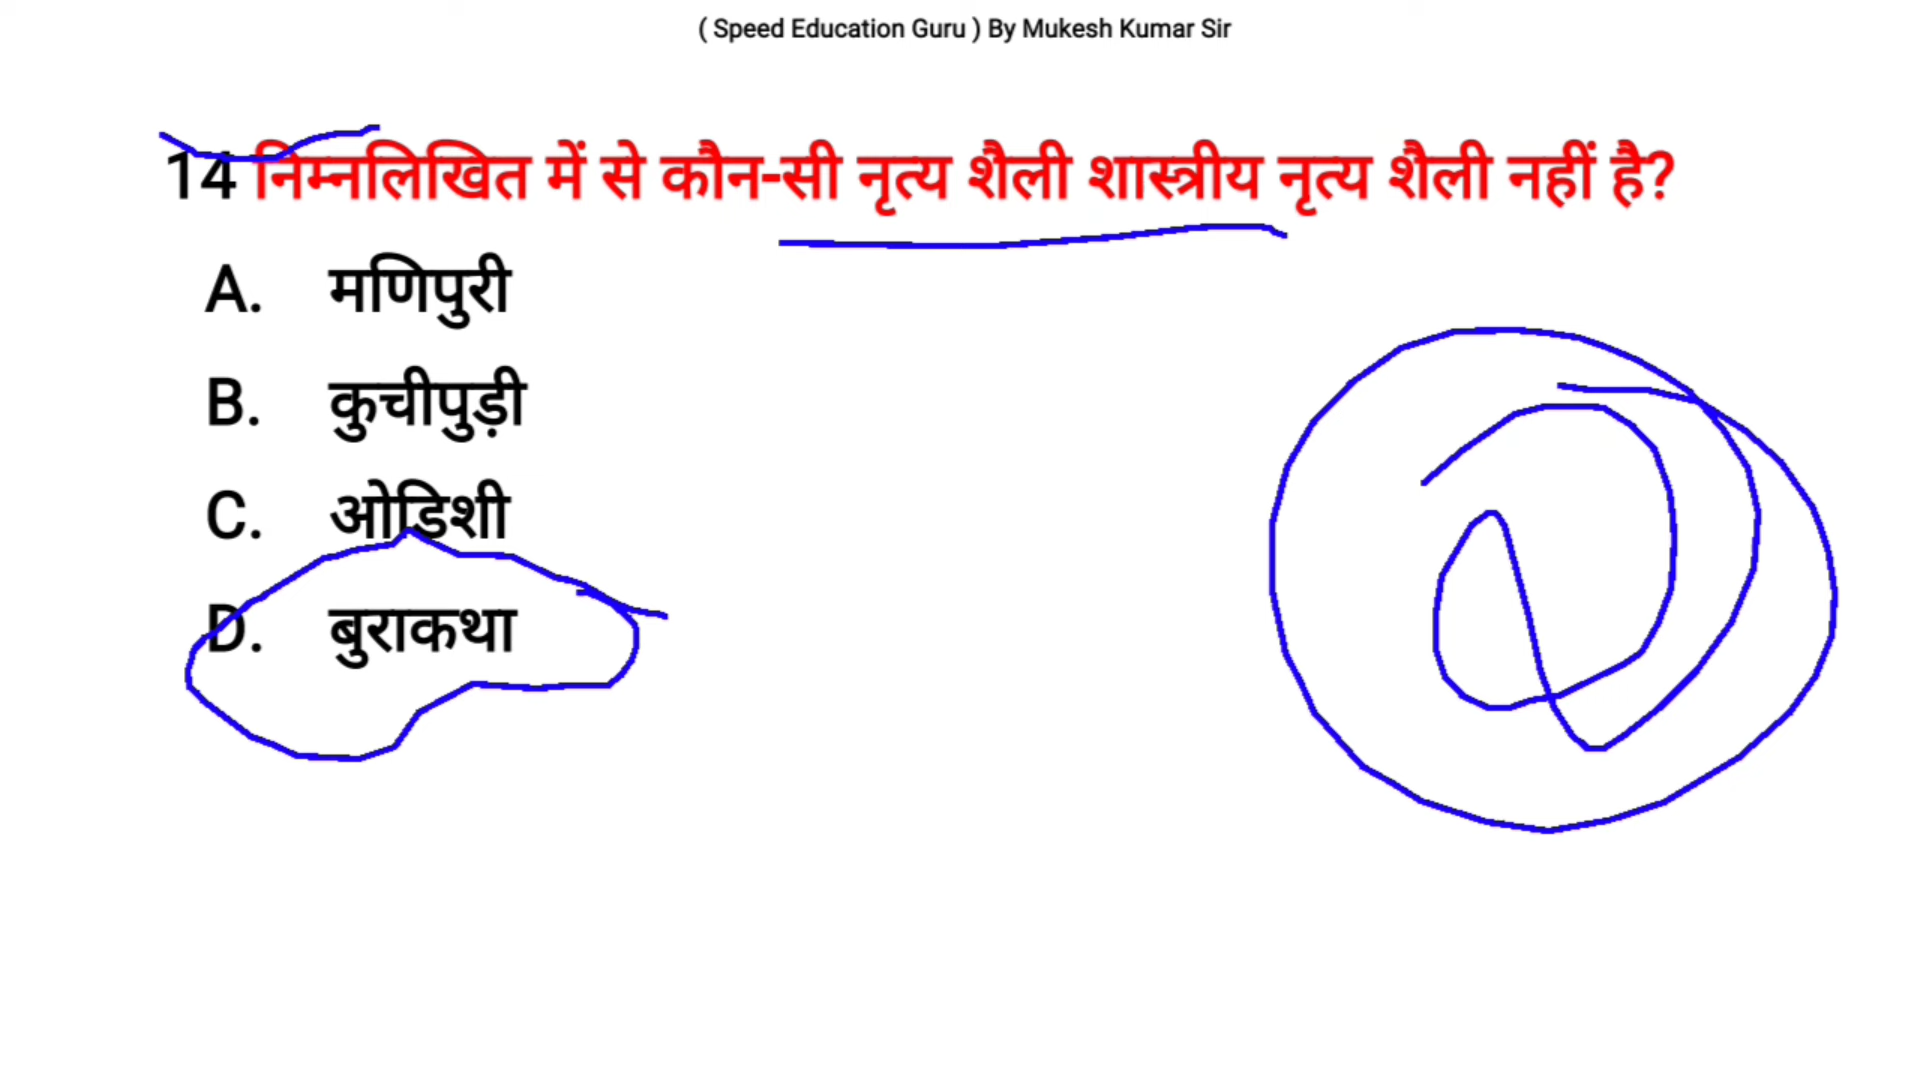 ( Speed Education Guru ) By Mukesh Kumar Sir
14 निम्नलिखित में से कौन-सी नृत्य शैली शास्त्रीय नृत्य शैली नहीं है?
A. मणिपुरी
B. कुचीपुड़ी
C. ओडिशी
D. बुराकथा